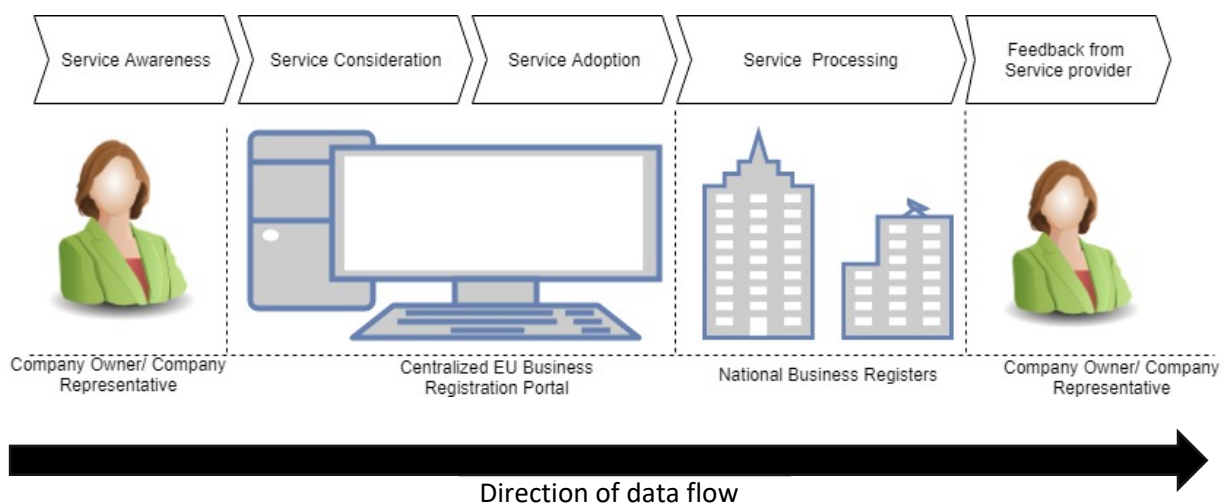 Service Awareness
Service Consideration
Service Adoption
Service Processing
Feedback from
Service provider
Company Owner/ Company
Representative
Centralized EU Business
Registration Portal
National Business Registers
Company Owner/ Company
Representative
Direction of data flow